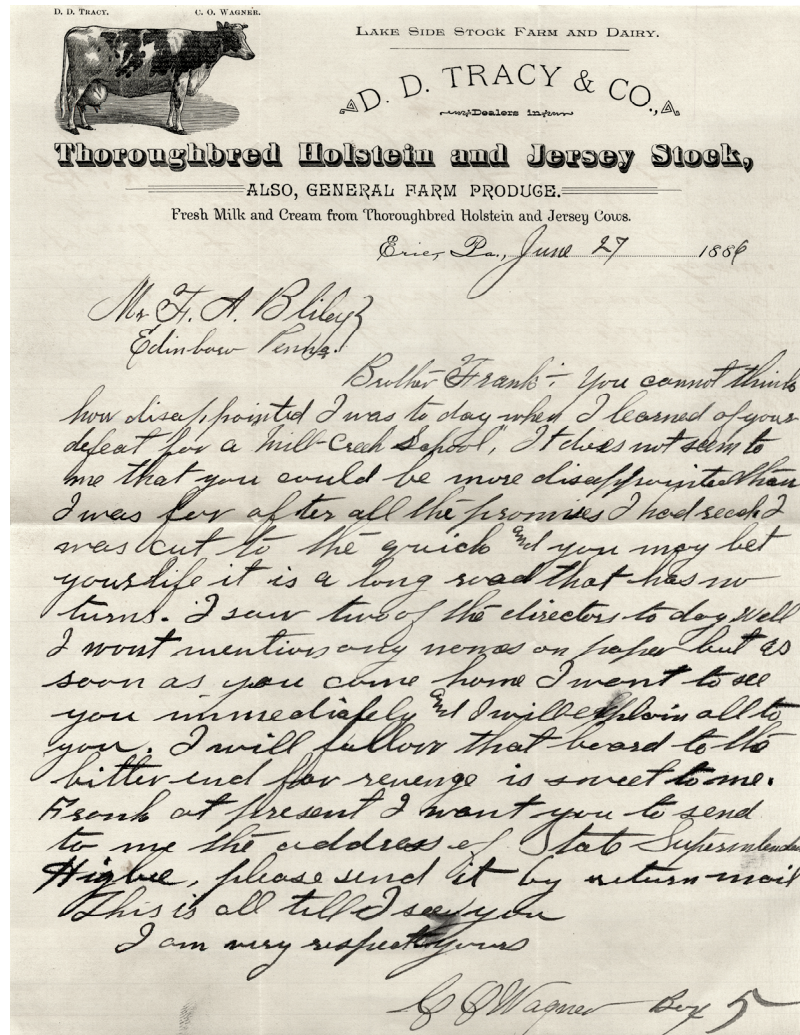 D. D. TRACY. C. O. WAGNER.
LAKE SIDE STOCK FARM AND DAIRY.
D. D. TRACY & CO.,
Dealers in
Thoroughbred Holstein and Jersey Stock,
ALSO, GENERAL FARM PRODUCE.
Fresh Milk and Cream from Thoroughbred Holstein and Jersey Cows.
Erie, Pa., June 27 1886
Mr F. A. Bliley
Edinboro Penna.
Brother Frank:- You cannot think
how disappointed I was to day when I learned of your
defeat for a "Mill-Creek School". It does not seem to
me that you could be more disappointed than
I was for after all the promises I had recd I
was cut to the quick and you may bet
your life it is a long road that has no
turns. I saw two of the directors to day well
I wont mention any names on paper but as
soon as you come home I want to see
you immediately and I will explain all to
you. I will follow that board to the
bitter end for revenge is sweet to me.
Frank at present I want you to send
to me the address of State Superintendent
Higbee, please send it by return mail
This is all till I see you
I am very respect yours
C O Wagner Box 5